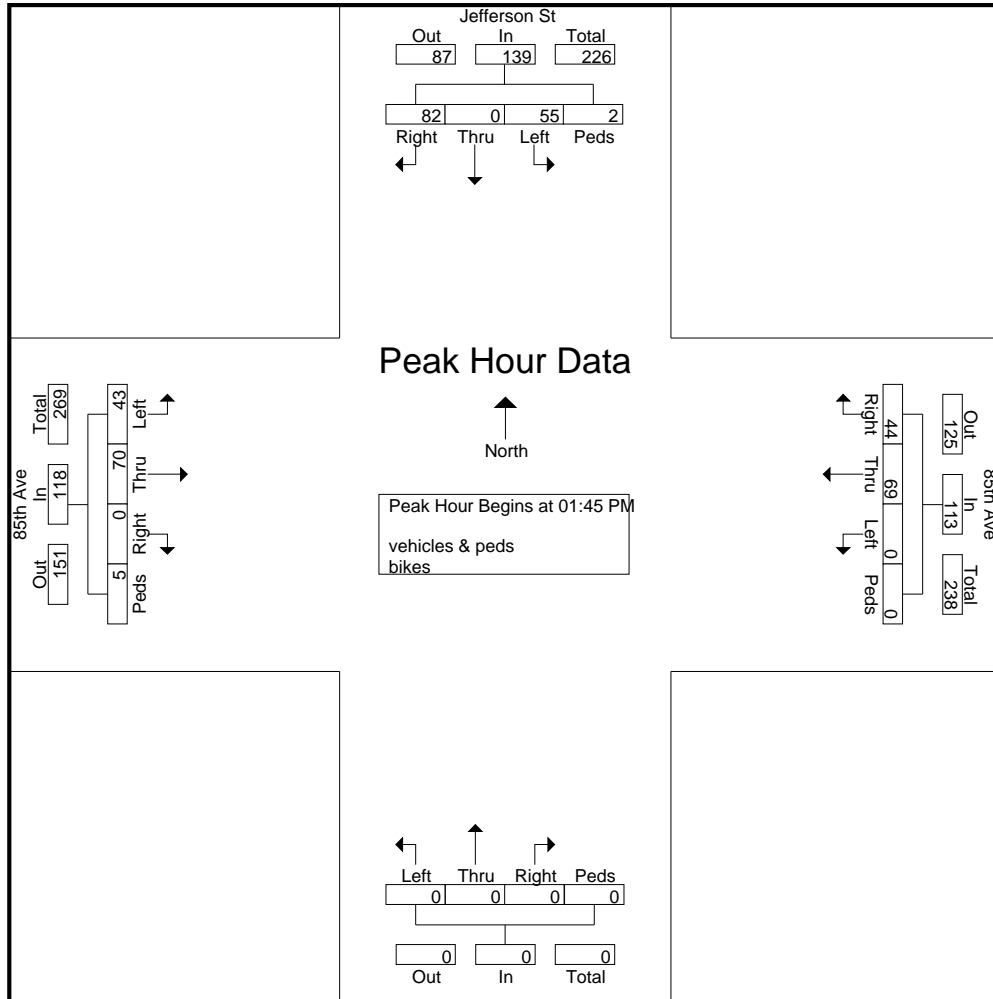 Jefferson St
Out In Total
87 139 226
82 0 55 2
Right Thru Left Peds
Peak Hour Data
North
Peak Hour Begins at 01:45 PM
vehicles & peds
bikes
85th Ave
Total In Out
269 118 151
43 70 0 5
Left Thru Right Peds
85th Ave
Out In Total
125 113 238
44 69 0 0
Right Thru Left Peds
Left Thru Right Peds
0 0 0 0
0 0 0
Out In Total